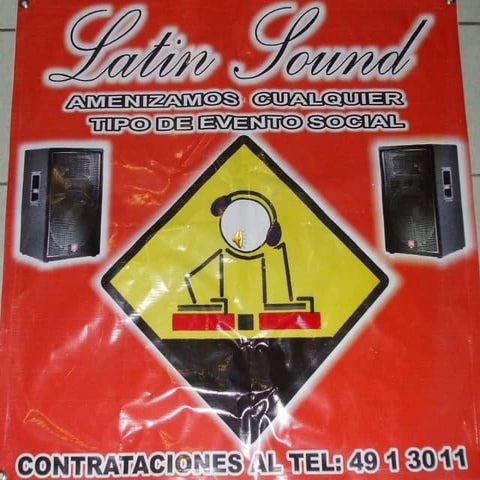 Latin Sound
AMENIZAMOS CUALQUIER
TIPO DE EVENTO SOCIAL
CONTRATACIONES AL TEL: 49 1 3011